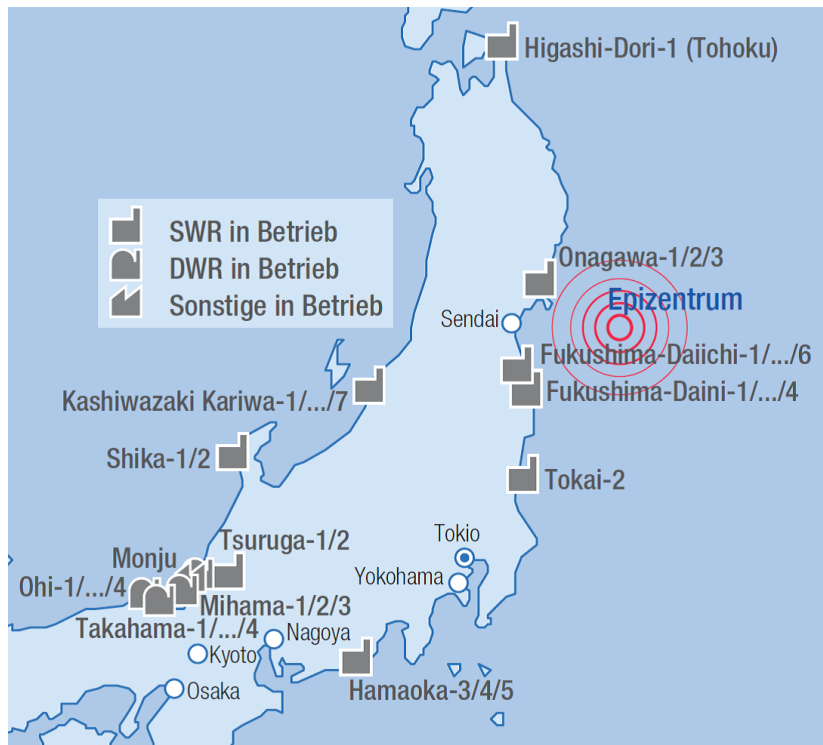 Higashi-Dori-1 (Tohoku)
SWR in Betrieb
DWR in Betrieb
Sonstige in Betrieb
Onagawa-1/2/3
Epizentrum
Sendai
Fukushima-Daiichi-1/.../6
Fukushima-Daini-1/.../4
Kashiwazaki Kariwa-1/.../7
Shika-1/2
Tokai-2
Tokio
Tsuruga-1/2
Monju
Yokohama
Ohi-1/.../4
Mihama-1/2/3
Takahama-1/.../4
Nagoya
Kyoto
Osaka
Hamaoka-3/4/5